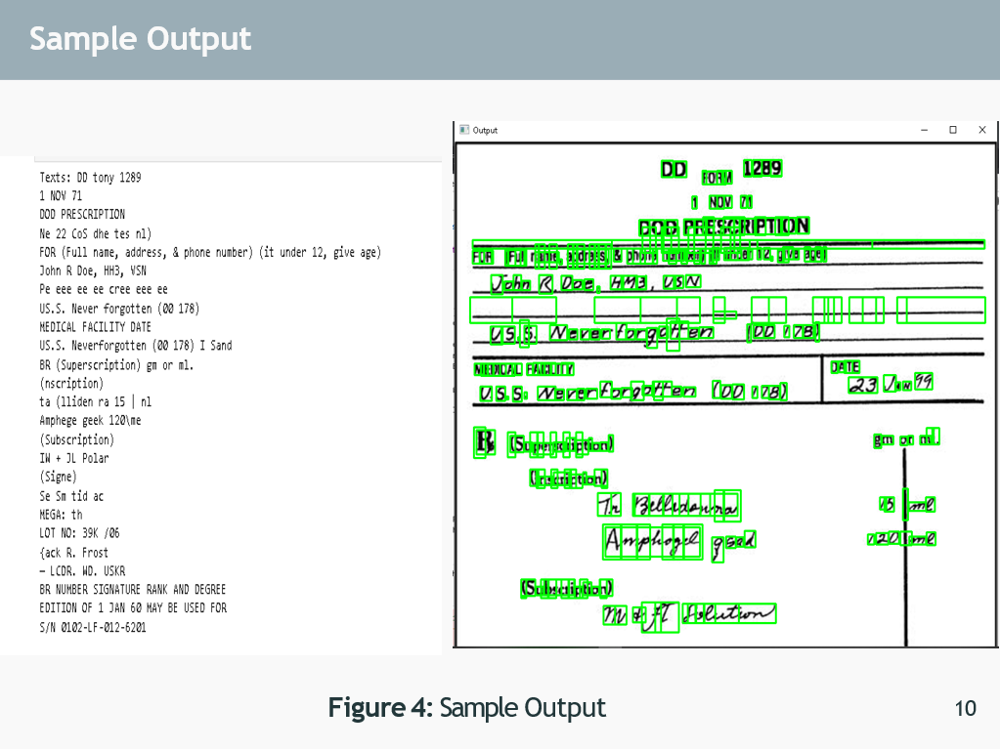 Sample Output
Texts: DD tony 1289
1 NOV 71
DOD PRESCRIPTION
Ne 22 CoS dhe tes nl)
FOR (Full name, address, & phone number) (it under 12, give age)
John R Doe, HH3, VSN
Pe eee ee ee cree eee ee
US.S. Never forgotten (00 178)
MEDICAL FACILITY DATE
US.S. Neverforgotten (00 178) I Sand
BR (Superscription) gm or ml.
(nscription)
ta (lliden ra 15 | nl
Amphege geek 120\me
(Subscription)
IW + JL Polar
(Signe)
Se Sm tid ac
MEGA: th
LOT NO: 39K /06
{ack R. Frost
– LCDR. WD. USKR
BR NUMBER SIGNATURE RANK AND DEGREE
EDITION OF 1 JAN 60 MAY BE USED FOR
S/N 0102-LF-012-6201
Output
DD FORM 1289
1 NOV 71
DOD PRESCRIPTION
FOR (Full name, address, & phone number) (If under 12, give age)
John R. Doe, HM3, USN
U.S.S. Neverforgotten (DD 178)
MEDICAL FACILITY DATE
U.S.S. Neverforgotten (DD 178) 23 Jan 99
℞ (Superscription) gm or ml.
(Inscription)
Tr Belladonna 15 ml
Amphogel qsad 120 ml
(Subscription)
M & FT Solution
Figure 4: Sample Output
10